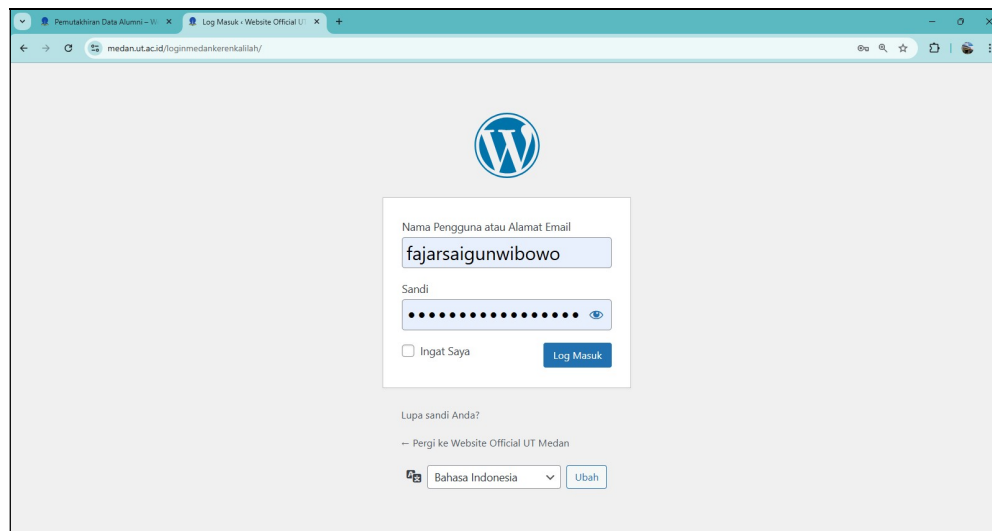 Pemutakhiran Data Alumni – W
Log Masuk ‹ Website Official UT
medan.ut.ac.id/loginmedankerenkalilah/
Nama Pengguna atau Alamat Email
fajarsaigunwibowo
Sandi
•••••••••••••••••
Ingat Saya
Log Masuk
Lupa sandi Anda?
← Pergi ke Website Official UT Medan
Bahasa Indonesia
Ubah